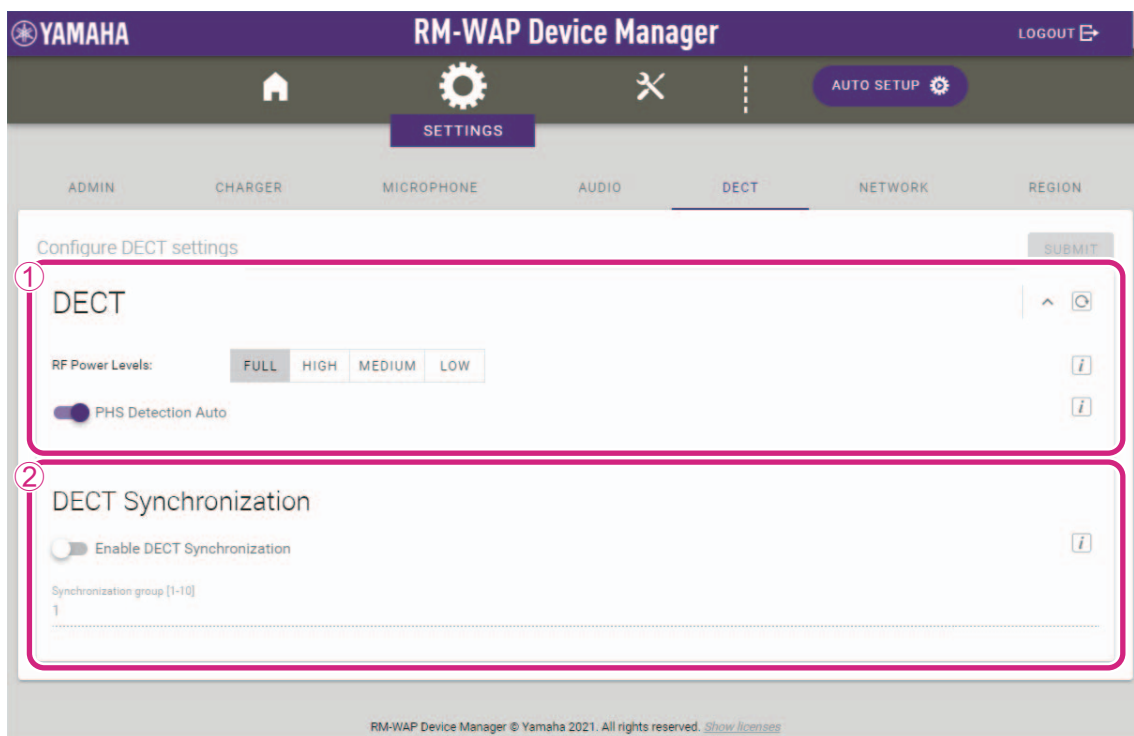 YAMAHA RM-WAP Device Manager LOGOUT
AUTO SETUP
SETTINGS
ADMIN CHARGER MICROPHONE AUDIO DECT NETWORK REGION
Configure DECT settings SUBMIT
1
DECT
RF Power Levels: FULL HIGH MEDIUM LOW i
PHS Detection Auto i
2
DECT Synchronization
Enable DECT Synchronization i
Synchronization group [1-10]
1
RM-WAP Device Manager © Yamaha 2021. All rights reserved. Show licenses